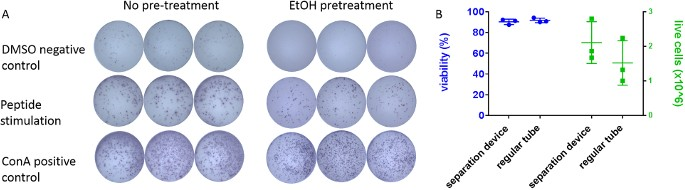 A
No pre-treatment
EtOH pretreatment
DMSO negative
control
Peptide
stimulation
ConA positive
control
B
viability (%)
100
80
60
40
20
0
separation device
regular tube
separation device
regular tube
3
2
1
0
live cells (x10^6)